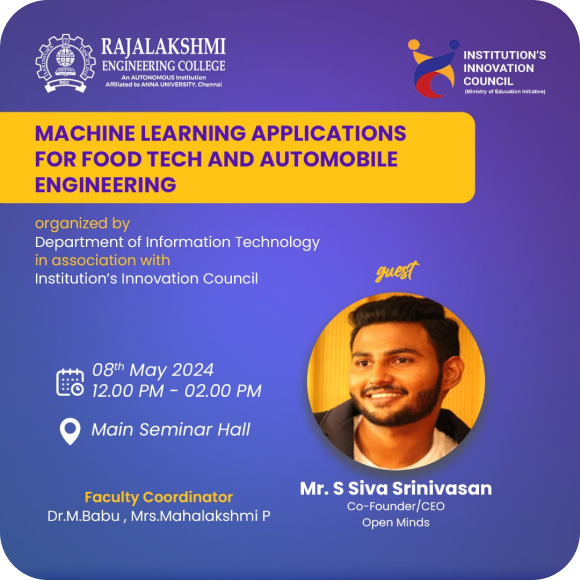 RAJALAKSHMI
ENGINEERING COLLEGE
An AUTONOMOUS Institution
Affiliated to ANNA UNIVERSITY, Chennai
INSTITUTION'S
INNOVATION
COUNCIL
(Ministry of Education Initiative)
MACHINE LEARNING APPLICATIONS
FOR FOOD TECH AND AUTOMOBILE
ENGINEERING
organized by
Department of Information Technology
in association with
Institution's Innovation Council
guest
08th May 2024
12.00 PM - 02.00 PM
Main Seminar Hall
Mr. S Siva Srinivasan
Co-Founder/CEO
Open Minds
Faculty Coordinator
Dr.M.Babu , Mrs.Mahalakshmi P